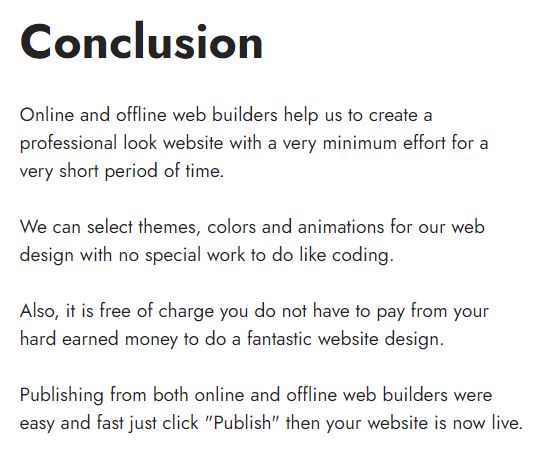 Conclusion
Online and offline web builders help us to create a
professional look website with a very minimum effort for a
very short period of time.
We can select themes, colors and animations for our web
design with no special work to do like coding.
Also, it is free of charge you do not have to pay from your
hard earned money to do a fantastic website design.
Publishing from both online and offline web builders were
easy and fast just click "Publish" then your website is now live.